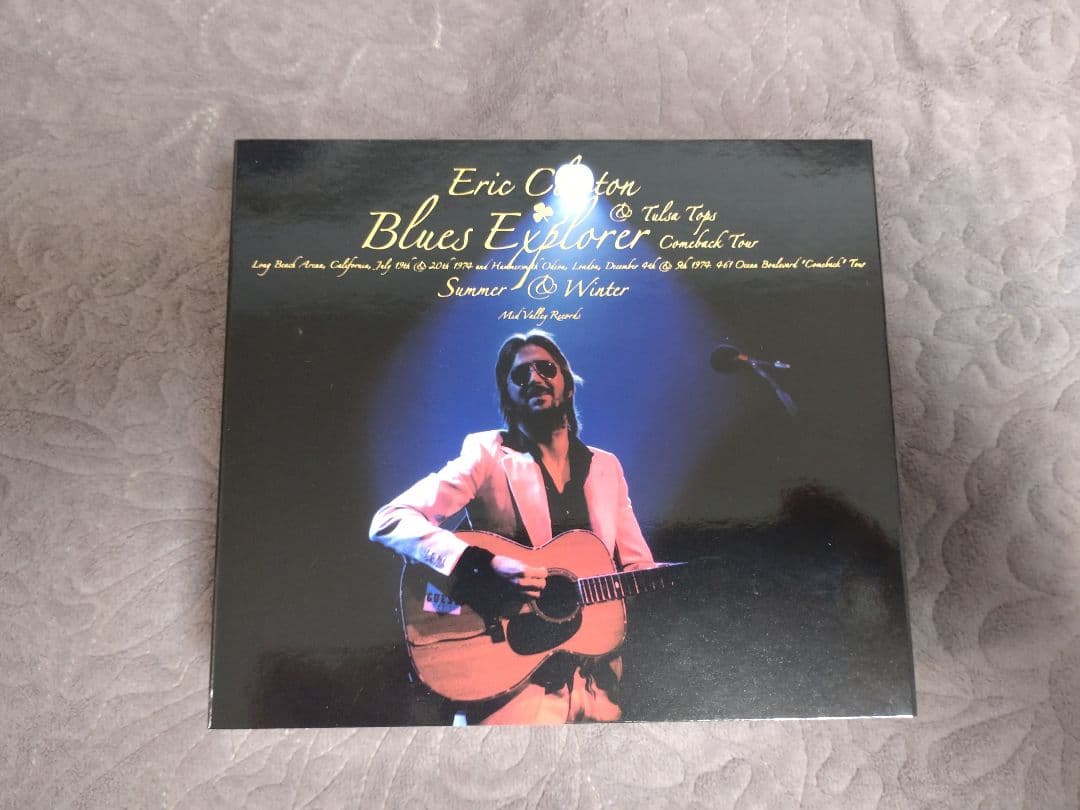 Eric Clapton
& Tulsa Tops
Blues Explorer Comeback Tour
Long Beach Arena, California, July 19th & 20th 1974 and Hammersmith Odeon, London, December 4th & 5th 1974. 461 Ocean Boulevard "Comeback" Tour
Summer & Winter
Mid Valley Records
GUEST